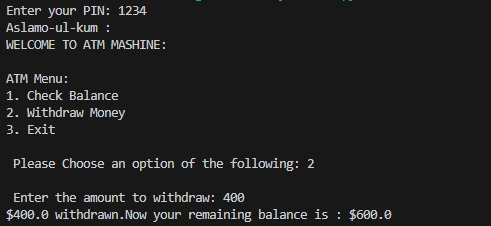 Enter your PIN: 1234
Aslamo-ul-kum :
WELCOME TO ATM MASHINE:
ATM Menu:
1. Check Balance
2. Withdraw Money
3. Exit
Please Choose an option of the following: 2
Enter the amount to withdraw: 400
$400.0 withdrawn.Now your remaining balance is : $600.0